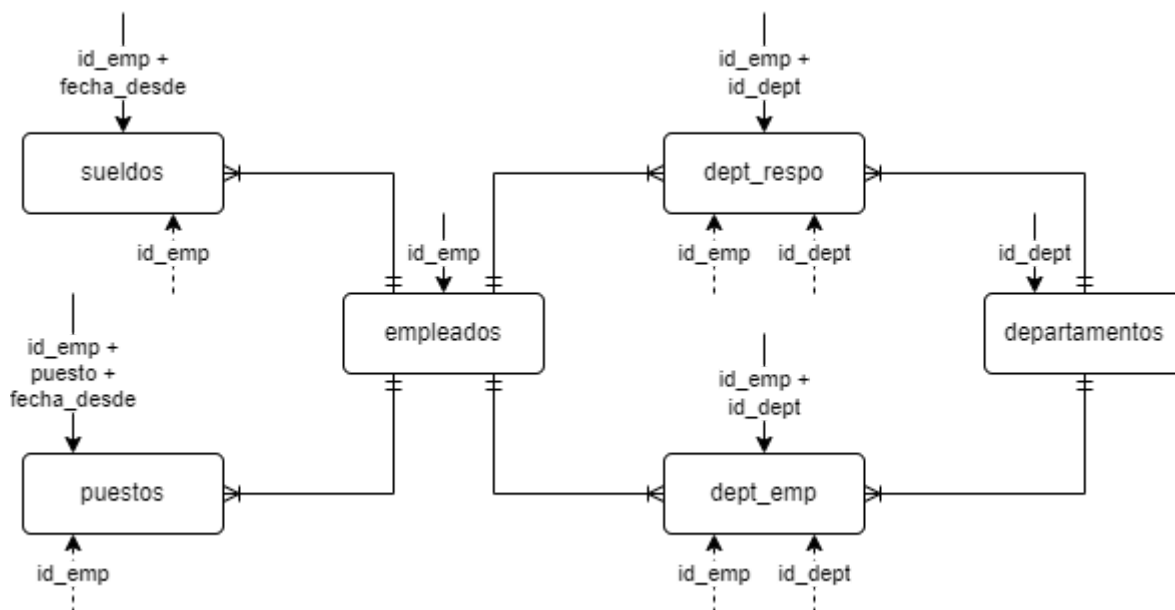 id_emp +
fecha_desde
sueldos
id_emp
id_emp +
id_dept
dept_respo
id_emp
id_dept
id_emp
empleados
id_dept
departamentos
id_emp +
puesto +
fecha_desde
puestos
id_emp
id_emp +
id_dept
dept_emp
id_emp
id_dept